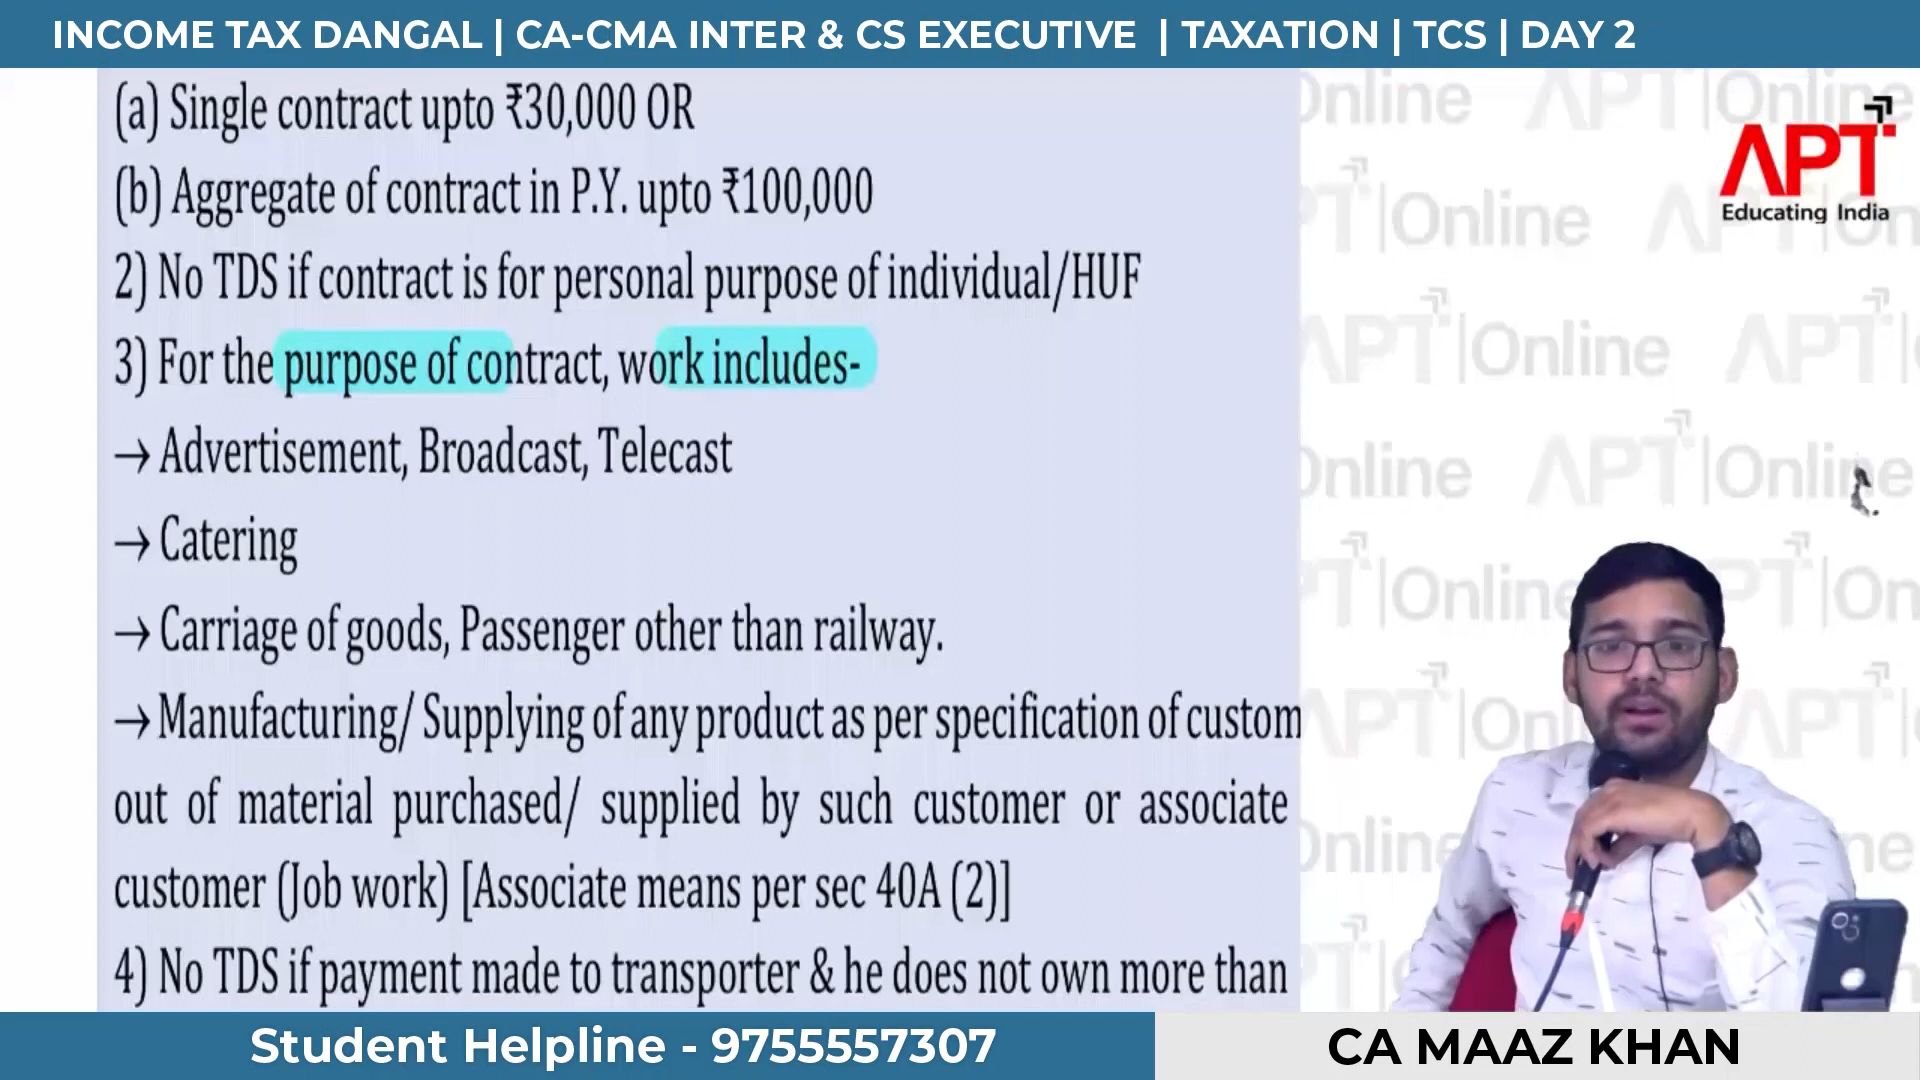 INCOME TAX DANGAL | CA-CMA INTER & CS EXECUTIVE | TAXATION | TCS | DAY 2
(a) Single contract upto ₹30,000 OR
(b) Aggregate of contract in P.Y. upto ₹100,000
2) No TDS if contract is for personal purpose of individual/HUF
3) For the purpose of contract, work includes-
→ Advertisement, Broadcast, Telecast
→ Catering
→ Carriage of goods, Passenger other than railway.
→ Manufacturing/ Supplying of any product as per specification of custom
out of material purchased/ supplied by such customer or associate
customer (Job work) [Associate means per sec 40A (2)]
4) No TDS if payment made to transporter & he does not own more than
APT
Educating India
APT|Online
Student Helpline - 9755557307
CA MAAZ KHAN